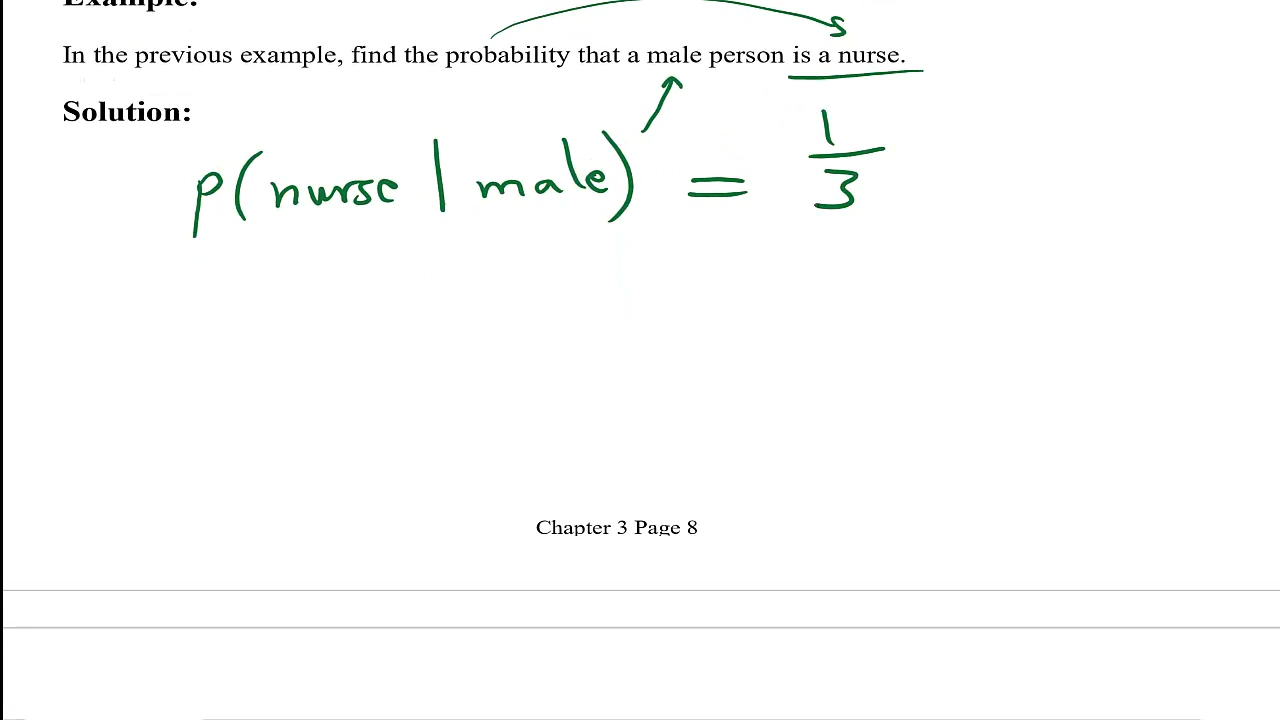 Example:
In the previous example, find the probability that a male person is a nurse.
Solution:
P(nurse | male) = 1/3
Chapter 3 Page 8